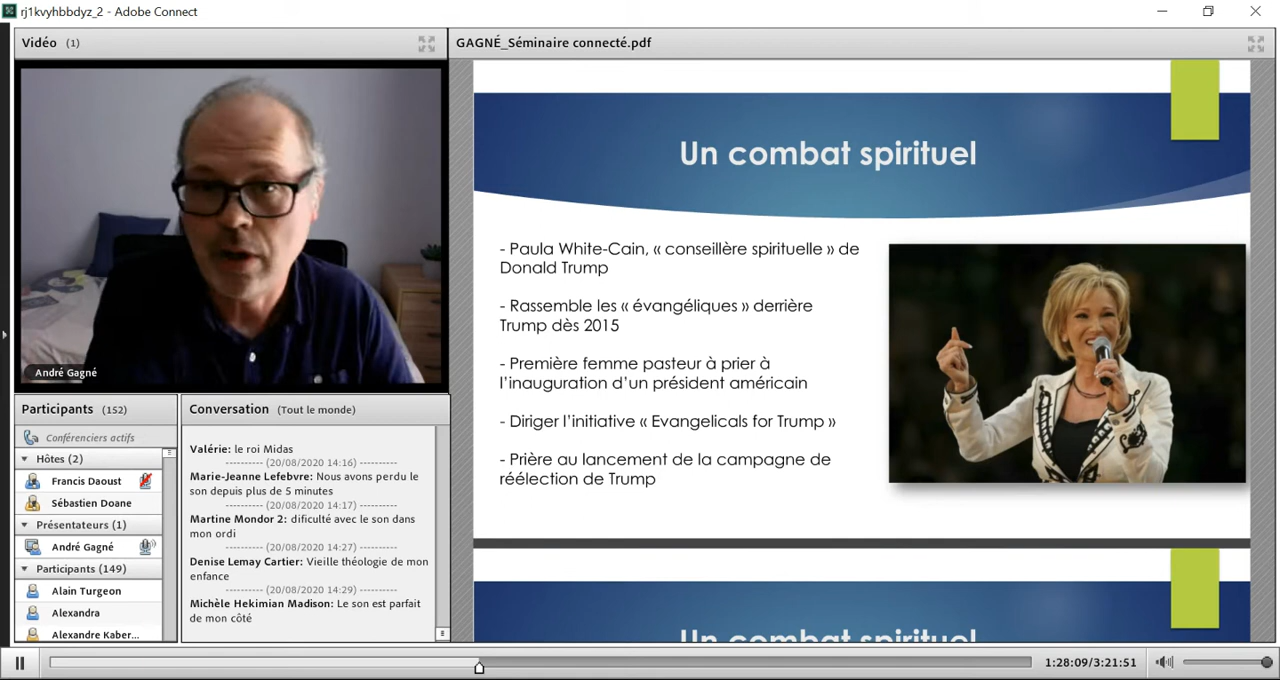 rj1kvyhbbdyz_2 - Adobe Connect
Vidéo (1)
GAGNÉ_Séminaire connecté.pdf
André Gagné
Participants (152)
Conférenciers actifs
Hôtes (2)
Francis Daoust
Sébastien Doane
Présentateurs (1)
André Gagné
Participants (149)
Alain Turgeon
Alexandra
Alexandre Kaber...
Conversation (Tout le monde)
Valérie: le roi Midas
---------- (20/08/2020 14:16) ----------
Marie-Jeanne Lefebvre: Nous avons perdu le
son depuis plus de 5 minutes
---------- (20/08/2020 14:17) ----------
Martine Mondor 2: dificulté avec le son dans
mon ordi
---------- (20/08/2020 14:27) ----------
Denise Lemay Cartier: Vieille théologie de mon
enfance
---------- (20/08/2020 14:29) ----------
Michèle Hekimian Madison: Le son est parfait
de mon côté
Un combat spirituel
- Paula White-Cain, « conseillère spirituelle » de
Donald Trump
- Rassemble les « évangéliques » derrière
Trump dès 2015
- Première femme pasteur à prier à
l’inauguration d’un président américain
- Diriger l’initiative « Evangelicals for Trump »
- Prière au lancement de la campagne de
réélection de Trump
Un combat spirituel
1:28:09/3:21:51